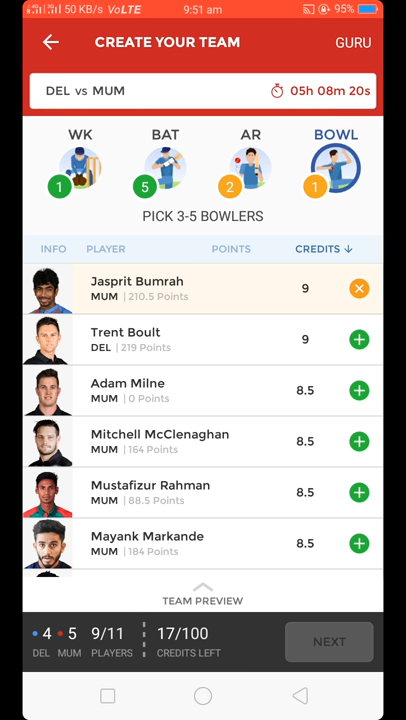 50 KB/s VoLTE 9:51 am 95%
CREATE YOUR TEAM GURU
DEL vs MUM 05h 08m 20s
WK BAT AR BOWL
1 5 2 1
PICK 3-5 BOWLERS
INFO PLAYER POINTS CREDITS ↓
Jasprit Bumrah
MUM | 210.5 Points 9
Trent Boult
DEL | 219 Points 9
Adam Milne
MUM | 0 Points 8.5
Mitchell McClenaghan
MUM | 164 Points 8.5
Mustafizur Rahman
MUM | 88.5 Points 8.5
Mayank Markande
MUM | 184 Points 8.5
TEAM PREVIEW
4 5 9/11 17/100 NEXT
DEL MUM PLAYERS CREDITS LEFT